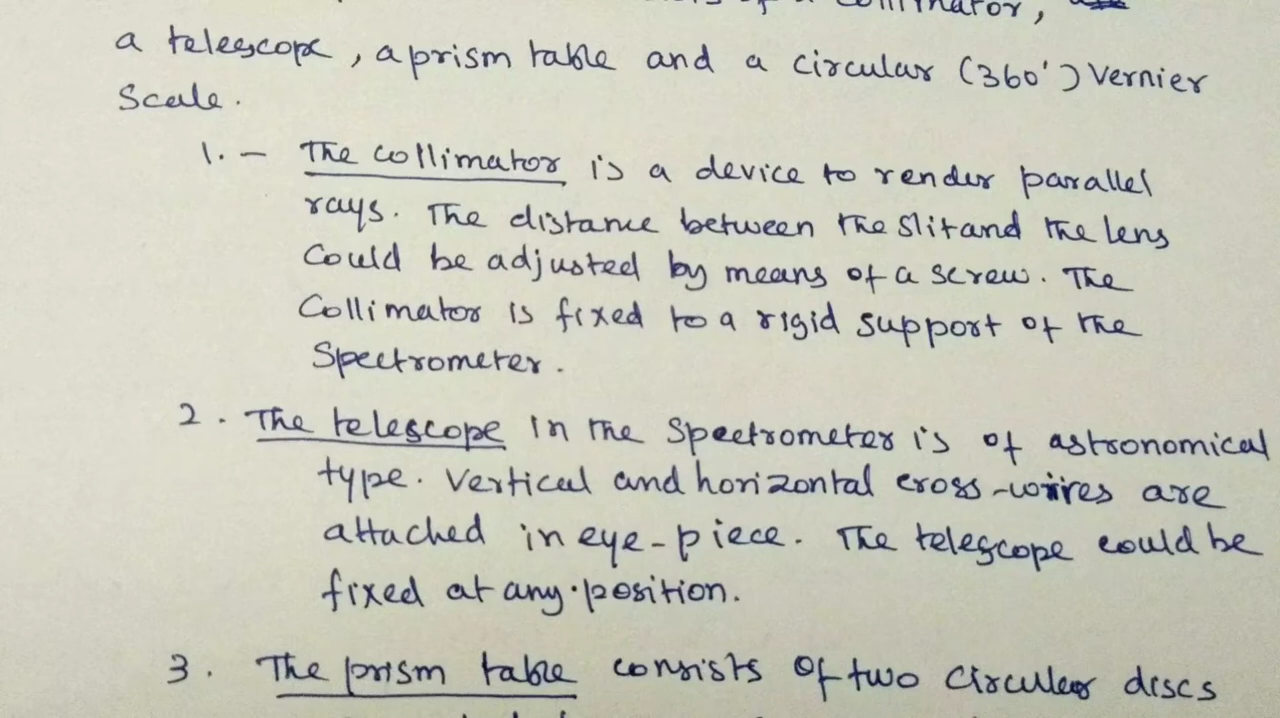 of a collimator,
a telescope, a prism table and a circular (360') Vernier
Scale.
1. - The collimator is a device to render parallel
rays. The distance between the slit and the lens
Could be adjusted by means of a screw. The
Collimator is fixed to a rigid support of the
Spectrometer.
2. The telescope in the Spectrometer is of astronomical
type. Vertical and horizontal cross-wires are
attached in eye-piece. The telescope could be
fixed at any position.
3. The prism table consists of two circular discs